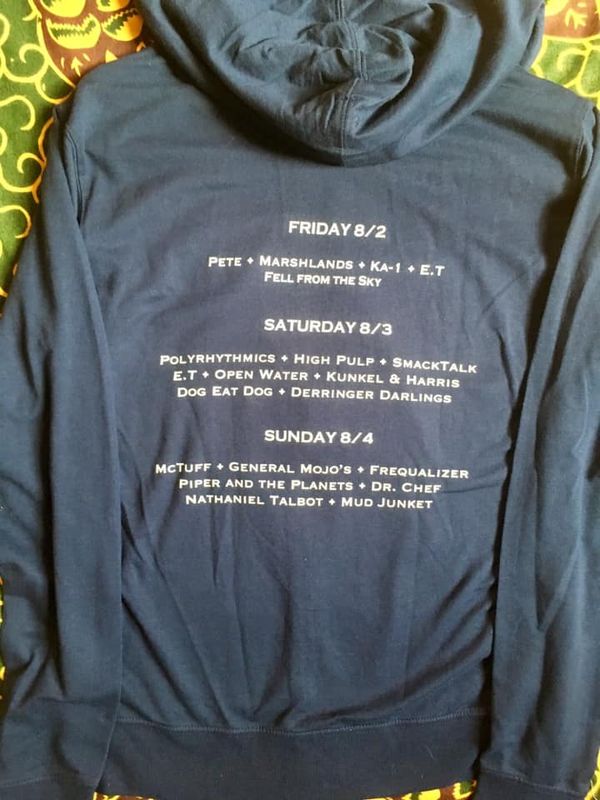 FRIDAY 8/2
PETE + MARSHLANDS + KA-1 + E.T
FELL FROM THE SKY
SATURDAY 8/3
POLYRHYTHMICS + HIGH PULP + SMACKTALK
E.T + OPEN WATER + KUNKEL & HARRIS
DOG EAT DOG + DERRINGER DARLINGS
SUNDAY 8/4
MCTUFF + GENERAL MOJO'S + FREQUALIZER
PIPER AND THE PLANETS + DR. CHEF
NATHANIEL TALBOT + MUD JUNKET